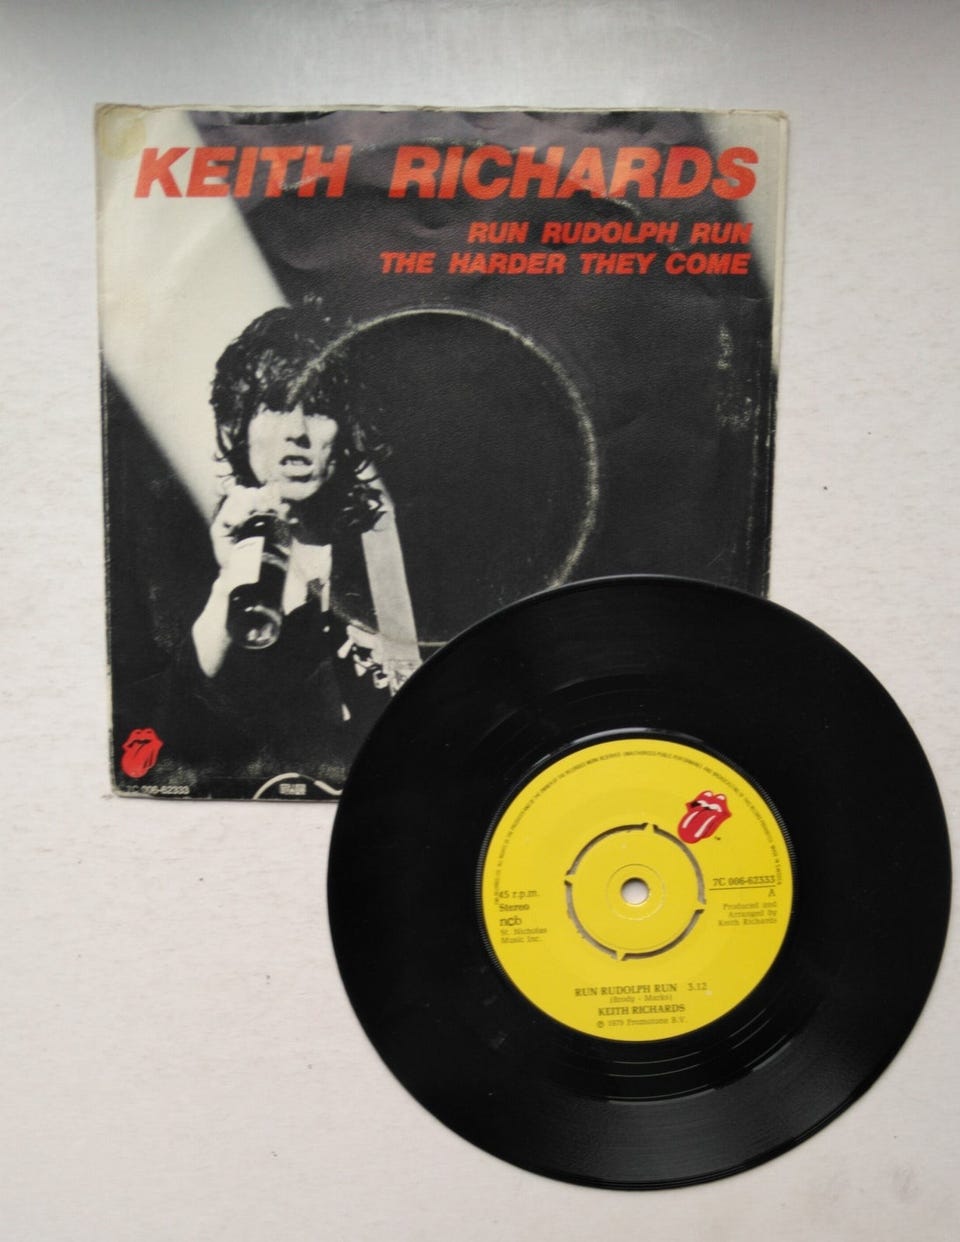 KEITH RICHARDS
RUN RUDOLPH RUN
THE HARDER THEY COME
7C 006-62333
45 r.p.m.
Stereo
ncb
St. Nicholas
Music Inc.
7C 006-62333
A
Produced and
Arranged by
Keith Richards
RUN RUDOLPH RUN 3.12
(Brody - Marks)
KEITH RICHARDS
℗ 1979 Promotone B.V.